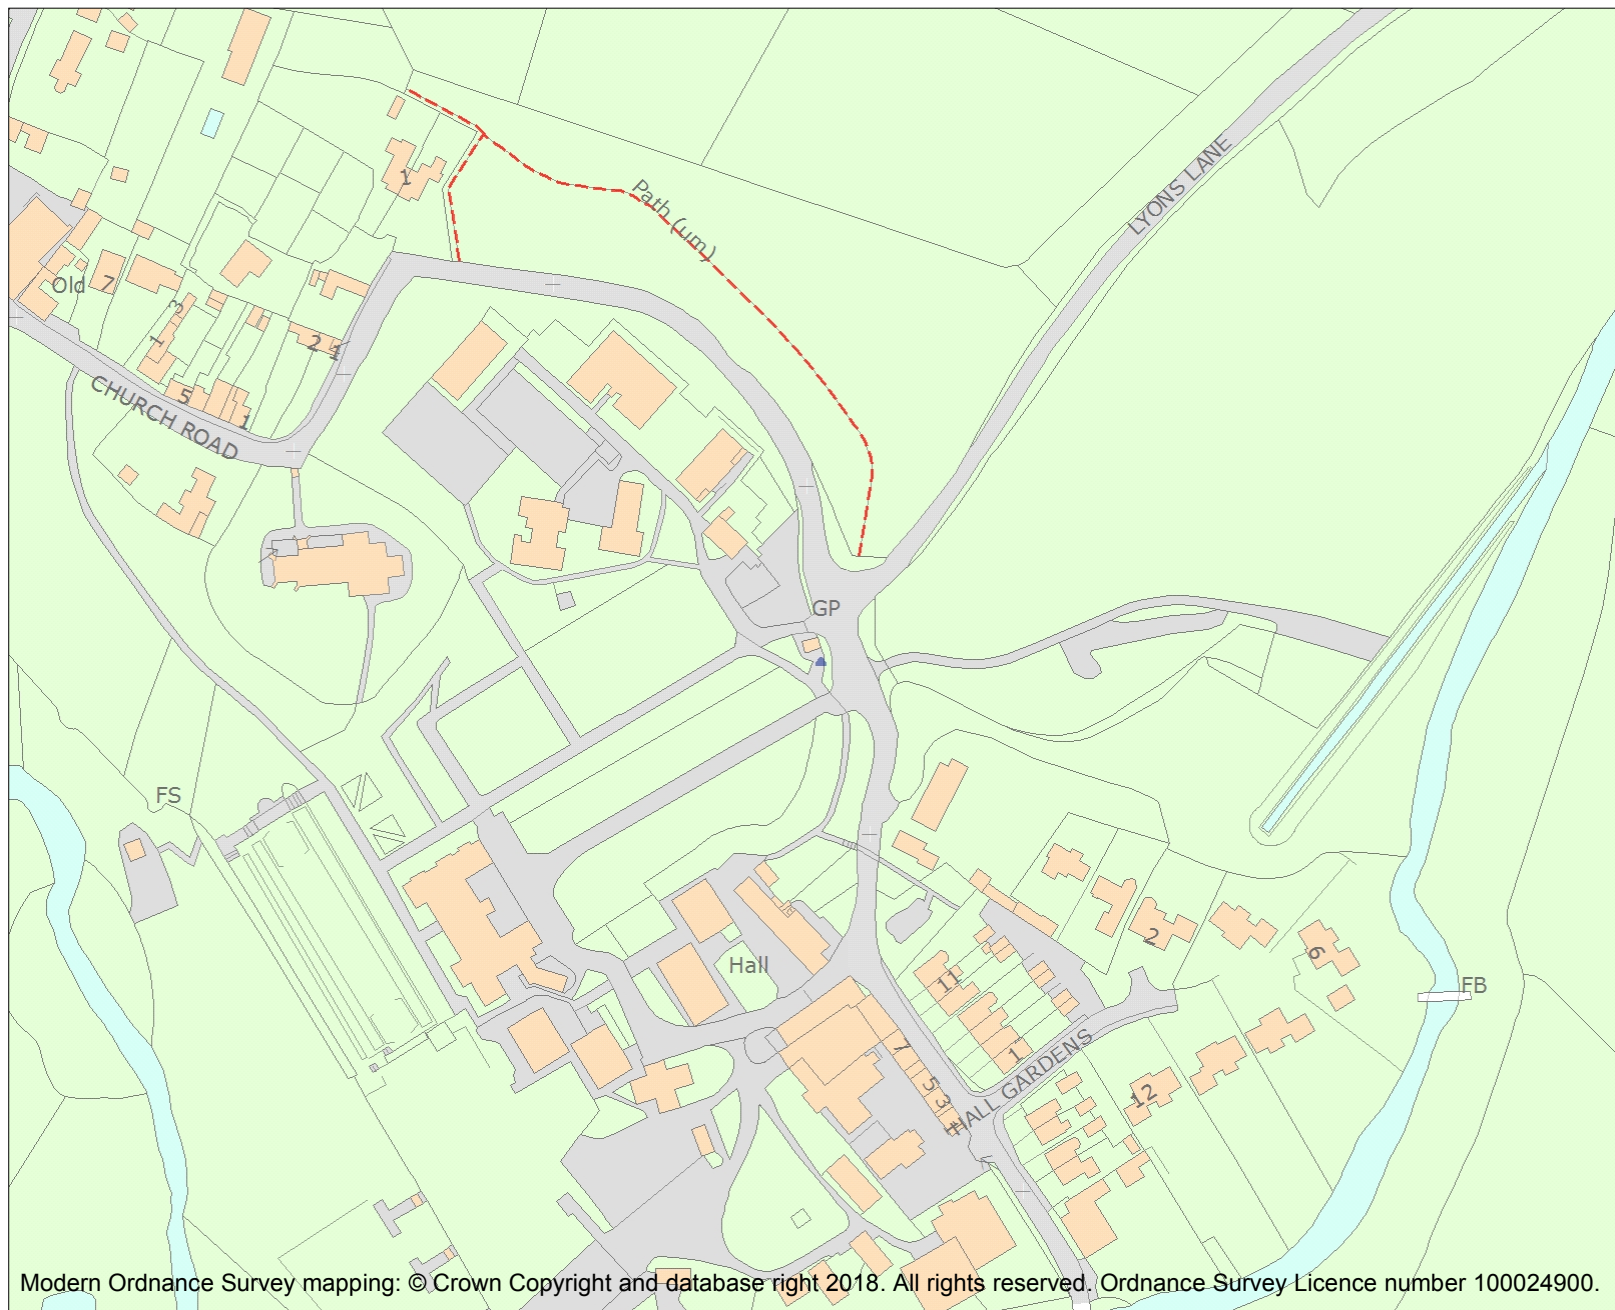 LYONS LANE
Path (um)
1
Old
7
3
1
2
1
CHURCH ROAD
5
1
GP
FS
Hall
2
6
11
FB
1
7
5
3
1
HALL GARDENS
12
Modern Ordnance Survey mapping: © Crown Copyright and database right 2018. All rights reserved. Ordnance Survey Licence number 100024900.